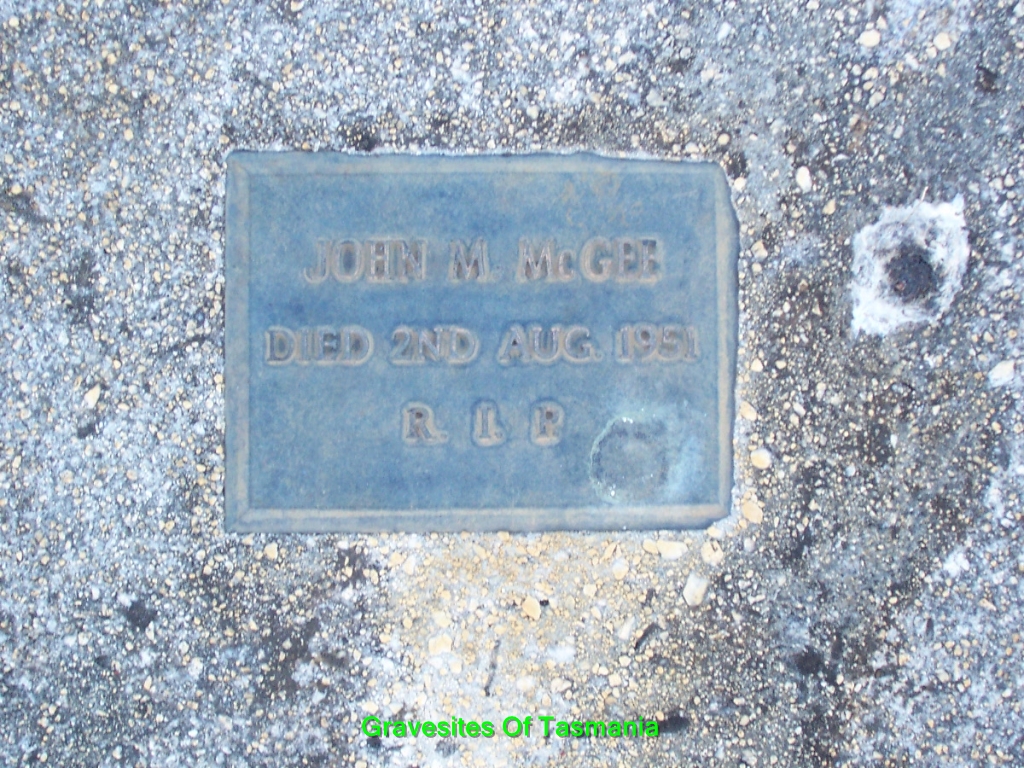 JOHN M. McGEE
DIED 2ND AUG. 1951
R. I. P
Gravesites Of Tasmania